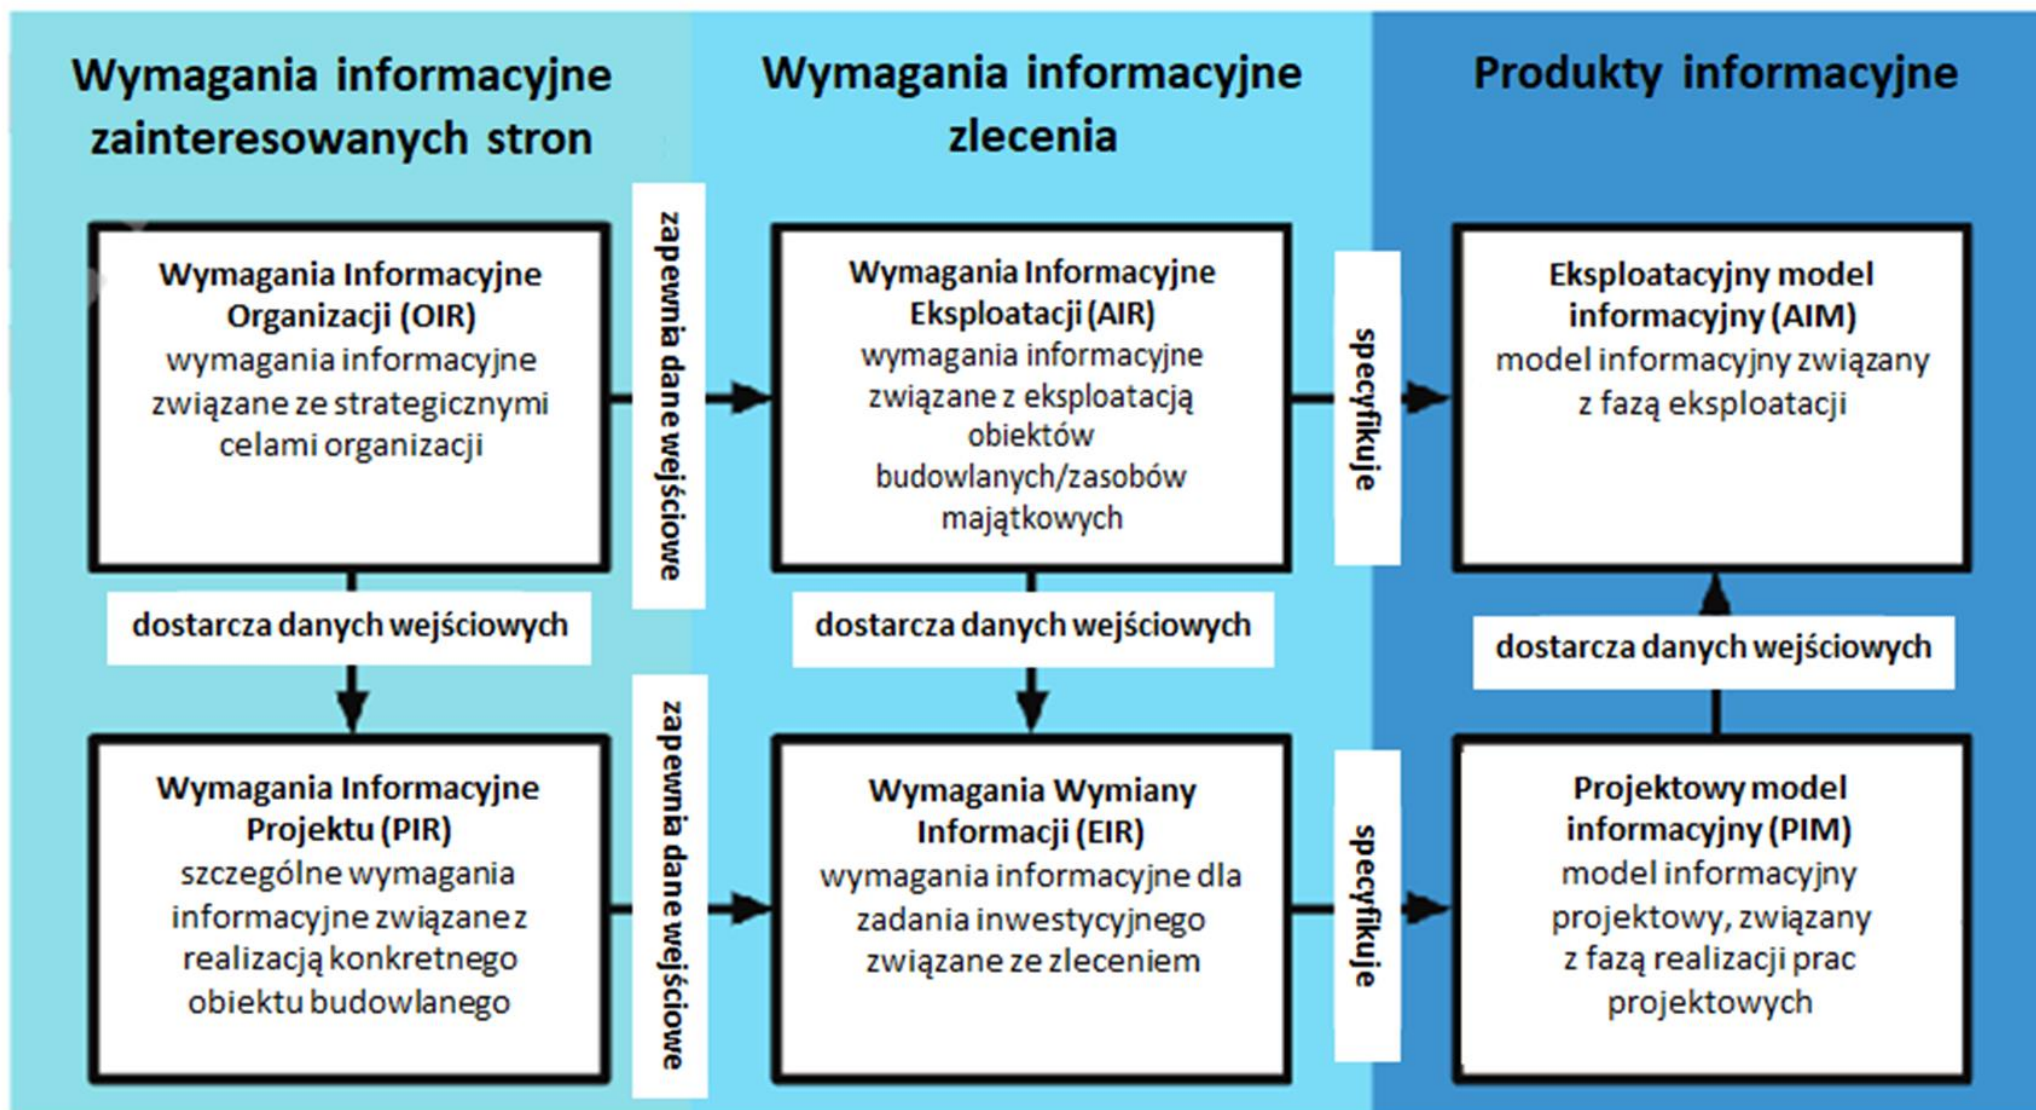 Wymagania informacyjne
zainteresowanych stron
Wymagania informacyjne
zlecenia
Produkty informacyjne
Wymagania Informacyjne
Organizacji (OIR)
wymagania informacyjne
związane ze strategicznymi
celami organizacji
zapewnia dane wejściowe
Wymagania Informacyjne
Eksploatacji (AIR)
wymagania informacyjne
związane z eksploatacją
obiektów
budowlanych/zasobów
majątkowych
specyfikuje
Eksploatacyjny model
informacyjny (AIM)
model informacyjny związany
z fazą eksploatacji
dostarcza danych wejściowych
dostarcza danych wejściowych
dostarcza danych wejściowych
Wymagania Informacyjne
Projektu (PIR)
szczególne wymagania
informacyjne związane z
realizacją konkretnego
obiektu budowlanego
zapewnia dane wejściowe
Wymagania Wymiany
Informacji (EIR)
wymagania informacyjne dla
zadania inwestycyjnego
związane ze zleceniem
specyfikuje
Projektowy model
informacyjny (PIM)
model informacyjny
projektowy, związany
z fazą realizacji prac
projektowych